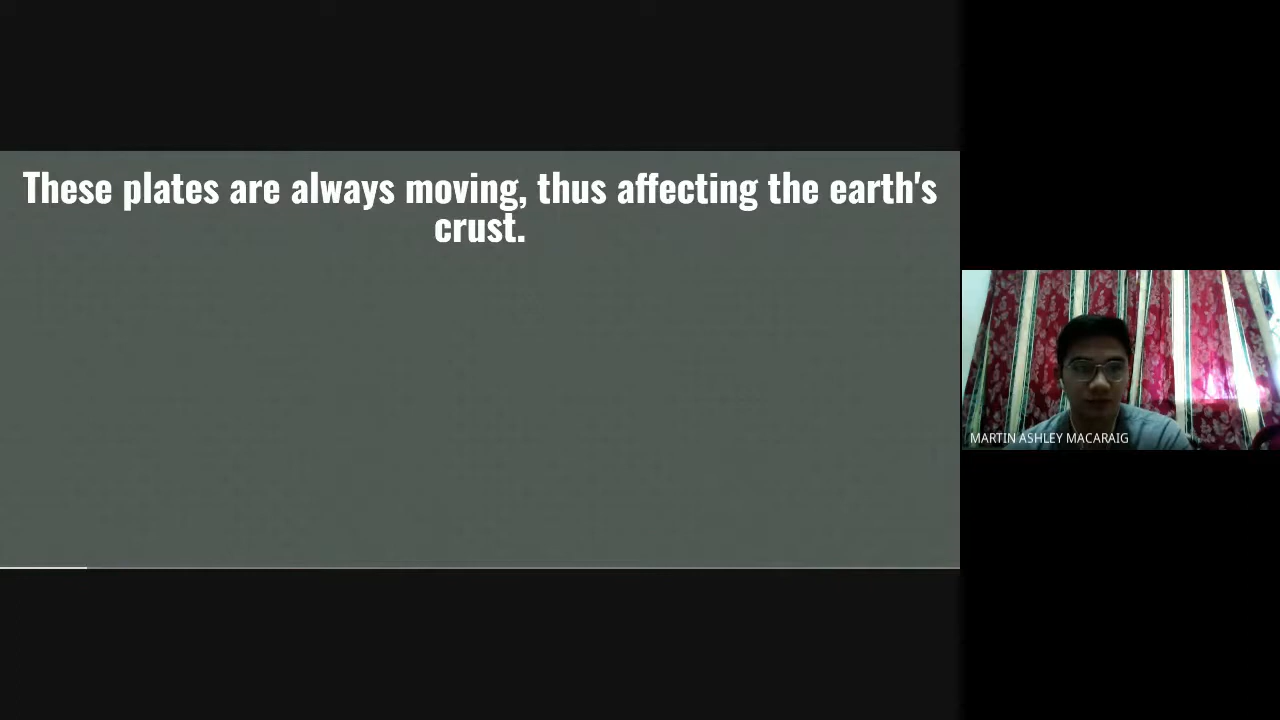 These plates are always moving, thus affecting the earth's
crust.
MARTIN ASHLEY MACARAIG